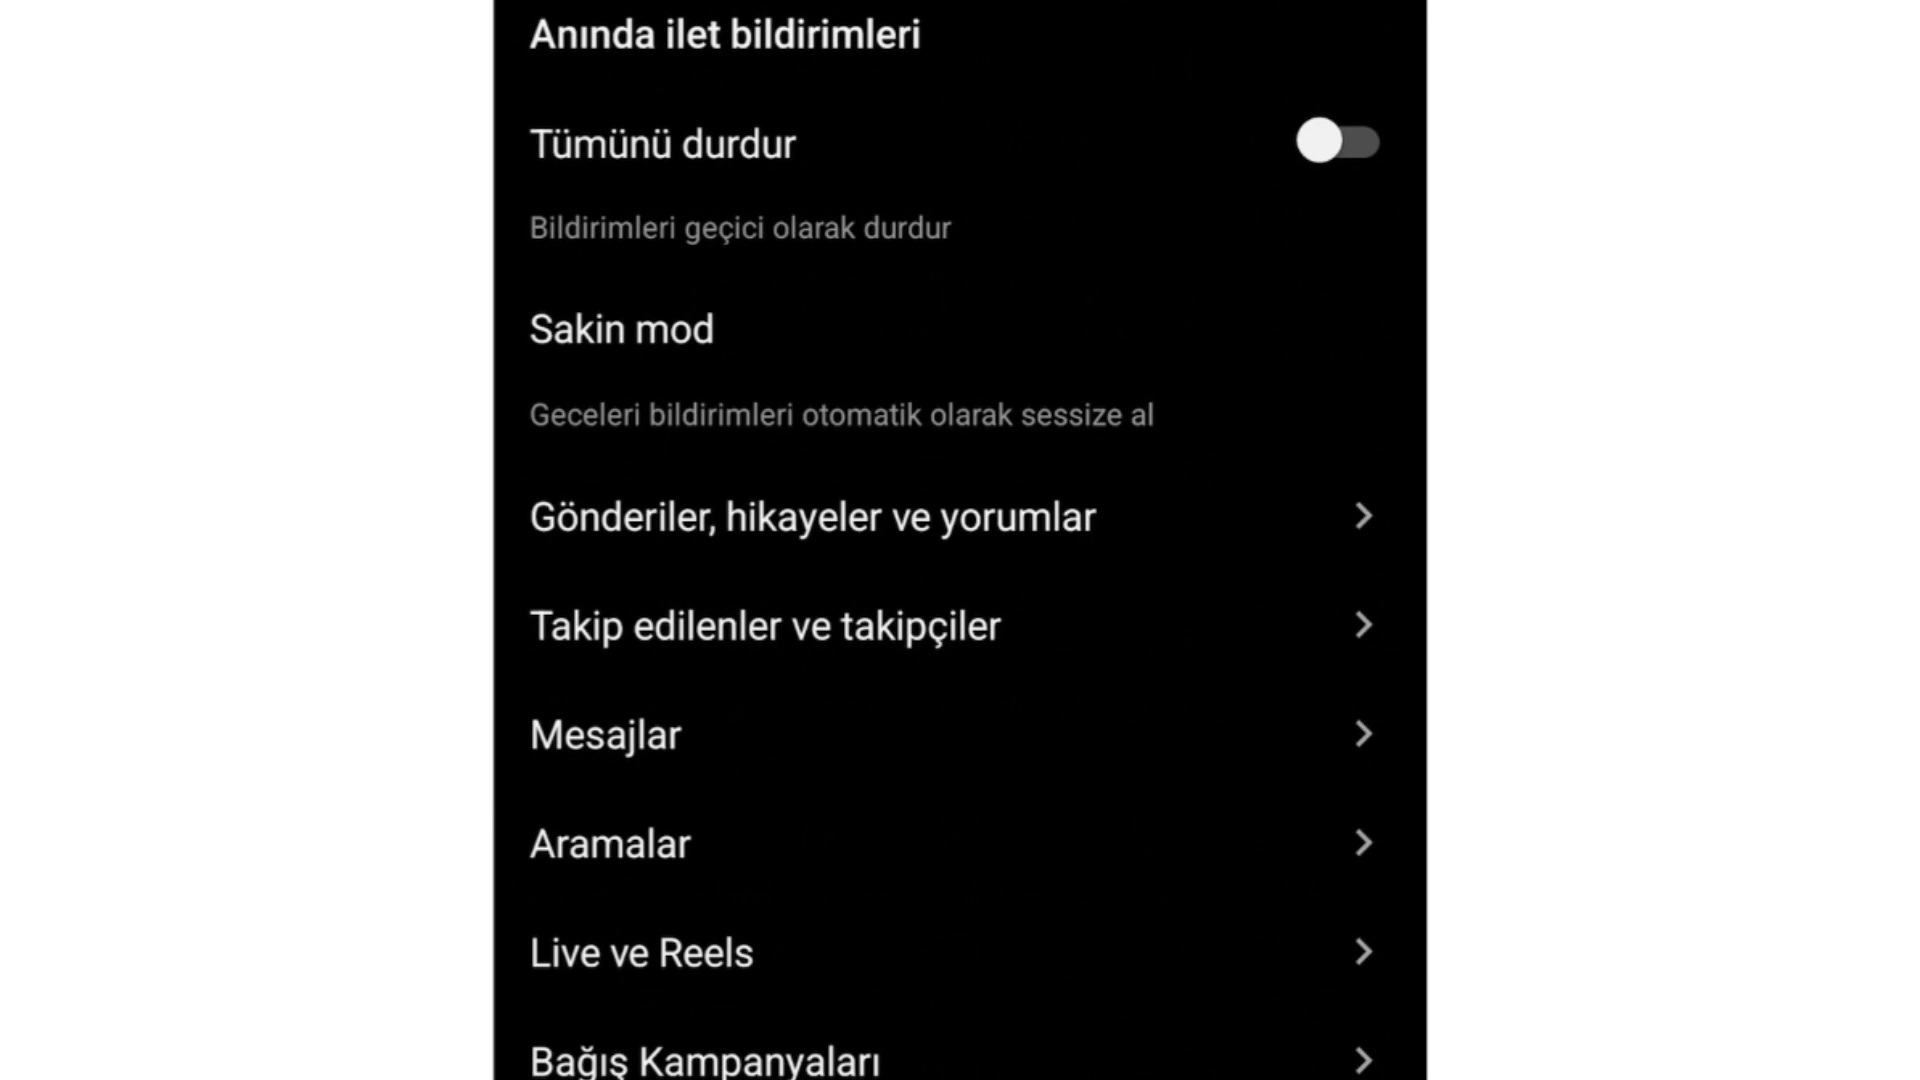 Anında ilet bildirimleri
Tümünü durdur
Bildirimleri geçici olarak durdur
Sakin mod
Geceleri bildirimleri otomatik olarak sessize al
Gönderiler, hikayeler ve yorumlar
Takip edilenler ve takipçiler
Mesajlar
Aramalar
Live ve Reels
Bağış Kampanyaları